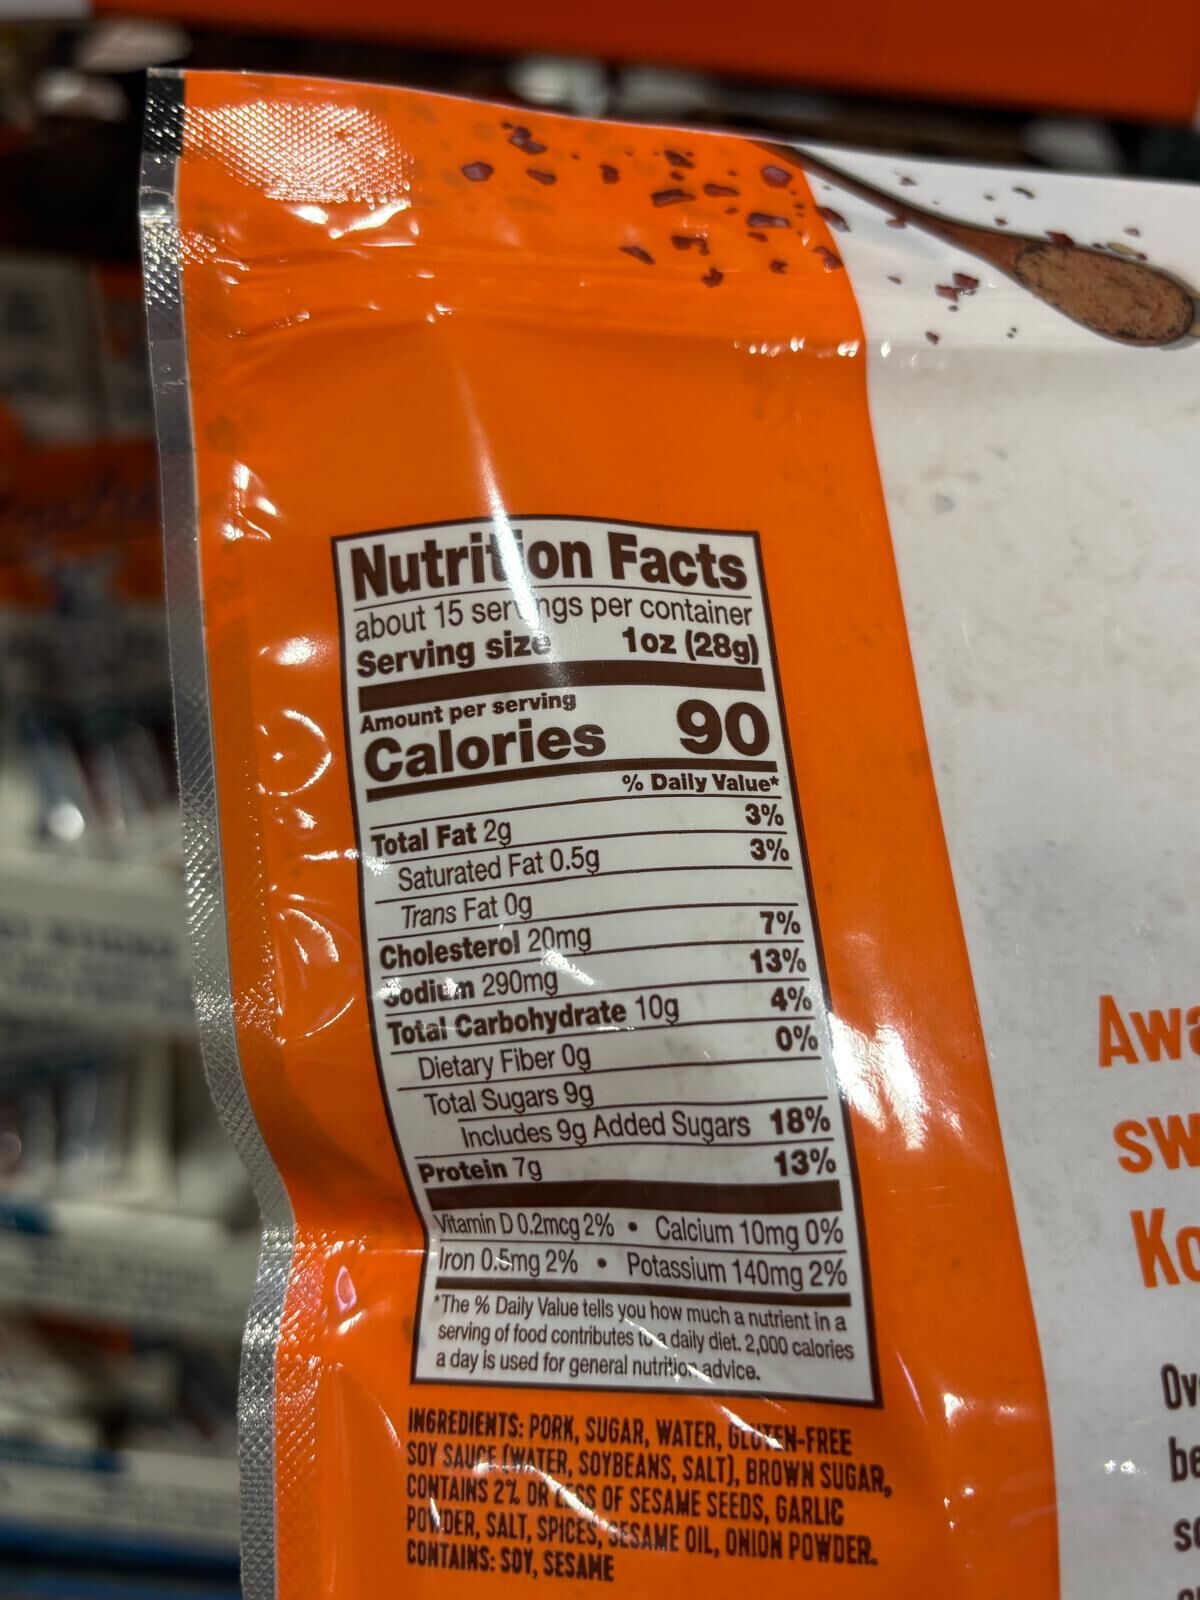 Nutrition Facts
about 15 servings per container
Serving size 1oz (28g)
Amount per serving
Calories 90
% Daily Value*
Total Fat 2g 3%
Saturated Fat 0.5g 3%
Trans Fat 0g
Cholesterol 20mg 7%
Sodium 290mg 13%
Total Carbohydrate 10g 4%
Dietary Fiber 0g 0%
Total Sugars 9g
Includes 9g Added Sugars 18%
Protein 7g 13%
Vitamin D 0.2mcg 2% • Calcium 10mg 0%
Iron 0.5mg 2% • Potassium 140mg 2%
*The % Daily Value tells you how much a nutrient in a
serving of food contributes to a daily diet. 2,000 calories
a day is used for general nutrition advice.
INGREDIENTS: PORK, SUGAR, WATER, GLUTEN-FREE
SOY SAUCE (WATER, SOYBEANS, SALT), BROWN SUGAR,
CONTAINS 2% OR LESS OF SESAME SEEDS, GARLIC
POWDER, SALT, SPICES, SESAME OIL, ONION POWDER.
CONTAINS: SOY, SESAME